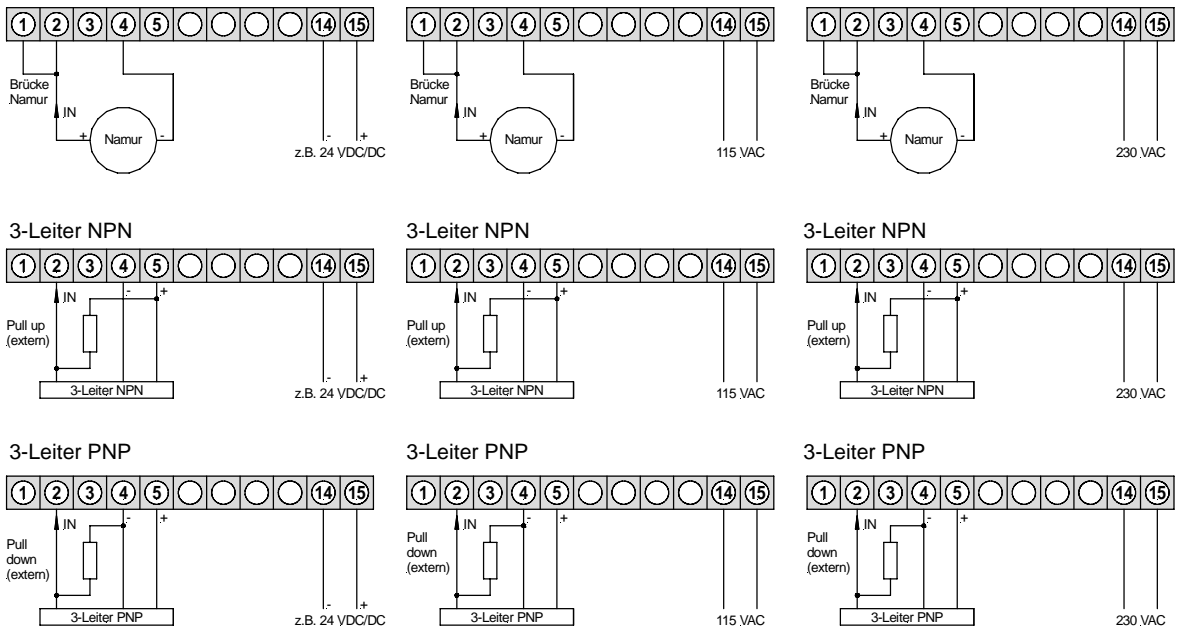 1 2 3 4 5 14 15
1 2 3 4 5 14 15
1 2 3 4 5 14 15
Brücke
Namur
IN
+ Namur -
- +
z.B. 24 VDC/DC
Brücke
Namur
IN
+ Namur -
115 VAC
Brücke
Namur
IN
+ Namur -
230 VAC
3-Leiter NPN
3-Leiter NPN
3-Leiter NPN
1 2 3 4 5 14 15
1 2 3 4 5 14 15
1 2 3 4 5 14 15
IN - +
Pull up
(extern)
3-Leiter NPN
- +
z.B. 24 VDC/DC
IN - +
Pull up
(extern)
3-Leiter NPN
115 VAC
IN - +
Pull up
(extern)
3-Leiter NPN
230 VAC
3-Leiter PNP
3-Leiter PNP
3-Leiter PNP
1 2 3 4 5 14 15
1 2 3 4 5 14 15
1 2 3 4 5 14 15
IN - +
Pull
down
(extern)
3-Leiter PNP
- +
z.B. 24 VDC/DC
IN - +
Pull
down
(extern)
3-Leiter PNP
115 VAC
IN - +
Pull
down
(extern)
3-Leiter PNP
230 VAC